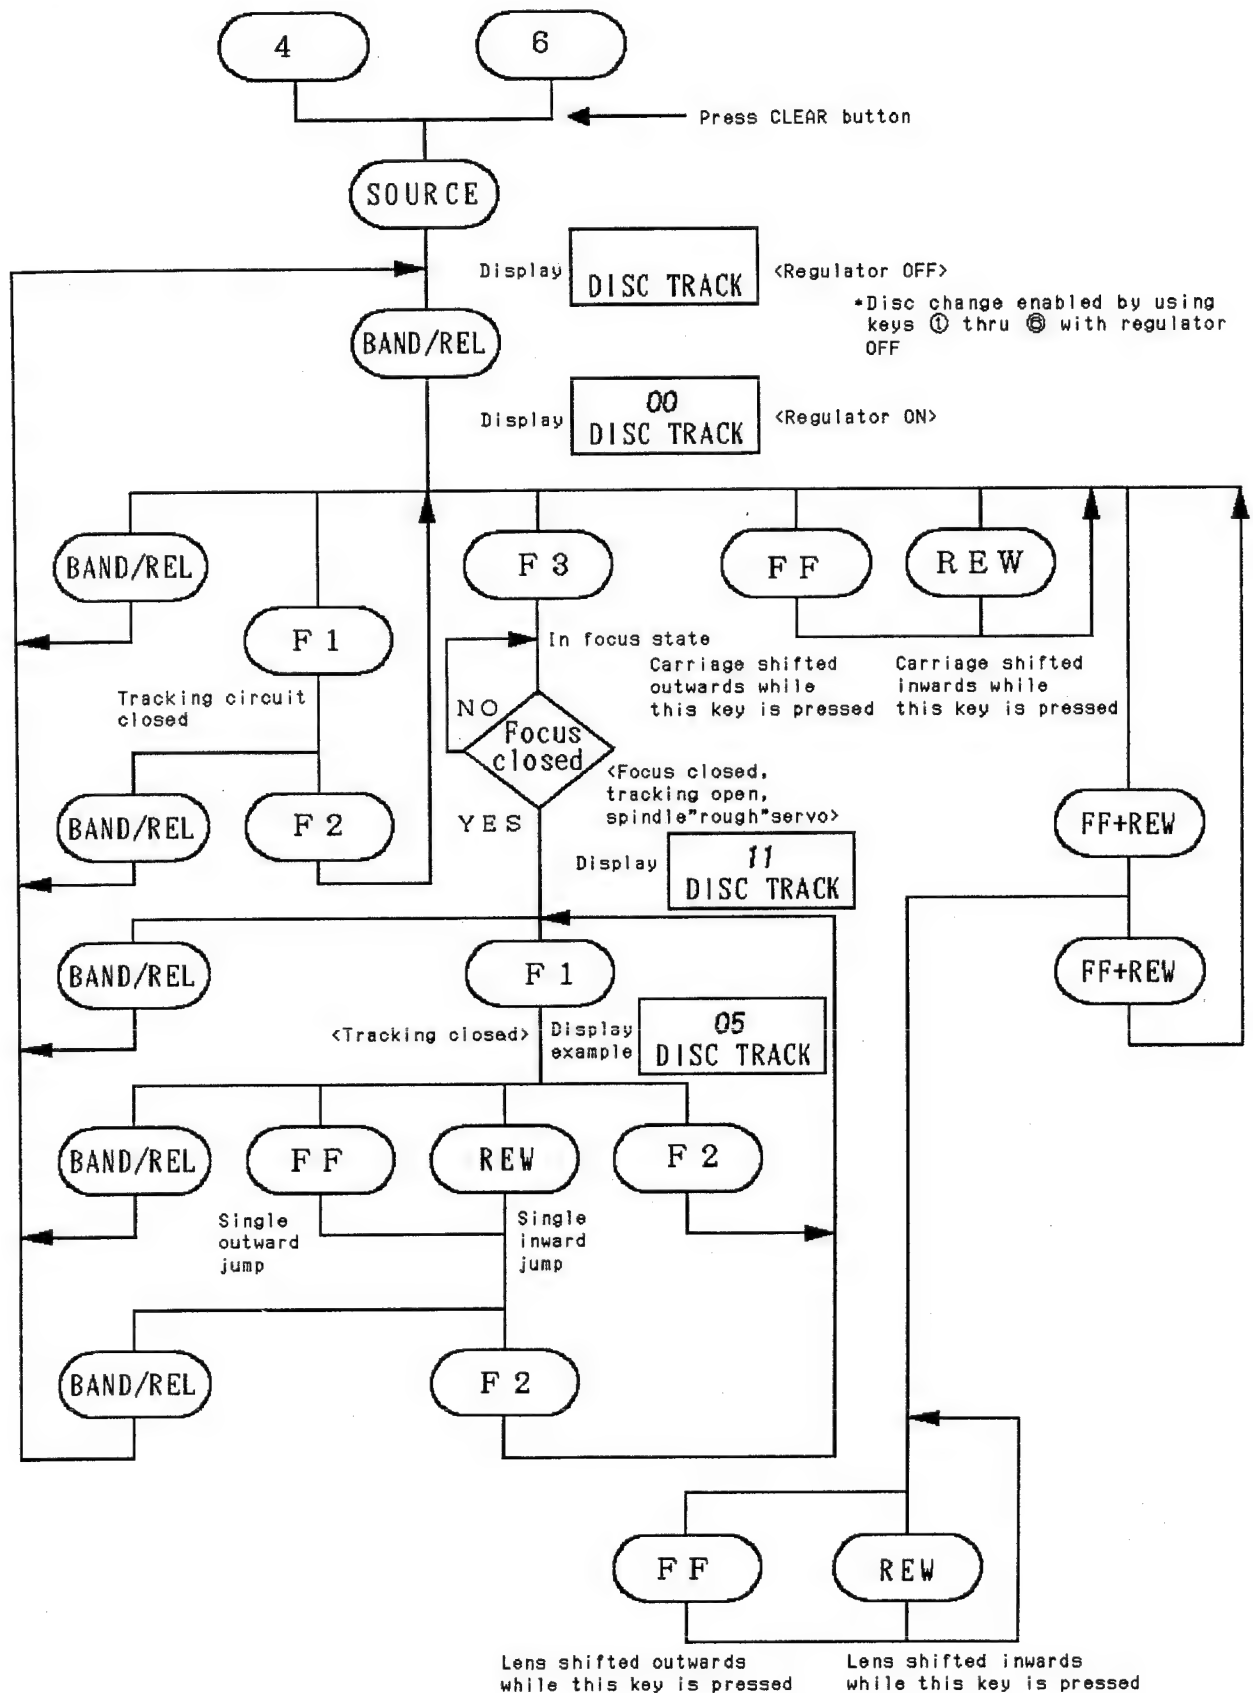 4
6
Press CLEAR button
SOURCE
Display
DISC TRACK
<Regulator OFF>
*Disc change enabled by using
keys ① thru ⑥ with regulator
OFF
BAND/REL
Display
00
DISC TRACK
<Regulator ON>
BAND/REL
F 1
F 3
F F
REW
In focus state
Carriage shifted
outwards while
this key is pressed
Carriage shifted
inwards while
this key is pressed
Tracking circuit
closed
NO
Focus
closed
YES
<Focus closed,
tracking open,
spindle"rough"servo>
BAND/REL
F 2
FF+REW
Display
11
DISC TRACK
BAND/REL
F 1
FF+REW
<Tracking closed>
Display
example
05
DISC TRACK
BAND/REL
F F
REW
F 2
Single
outward
jump
Single
inward
jump
BAND/REL
F 2
F F
REW
Lens shifted outwards
while this key is pressed
Lens shifted inwards
while this key is pressed